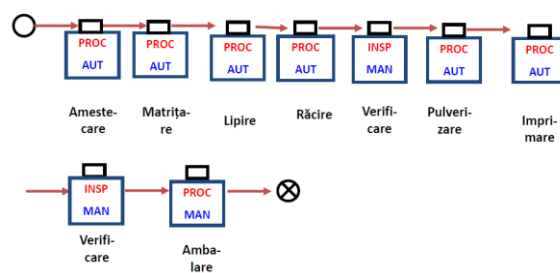 PROC
AUT
PROC
AUT
PROC
AUT
PROC
AUT
INSP
MAN
PROC
AUT
PROC
AUT
Ameste-
care
Matrița-
re
Lipire
Răcire
Verifi-
care
Pulveri-
zare
Impri-
mare
INSP
MAN
PROC
MAN
Verifi-
care
Amba-
lare